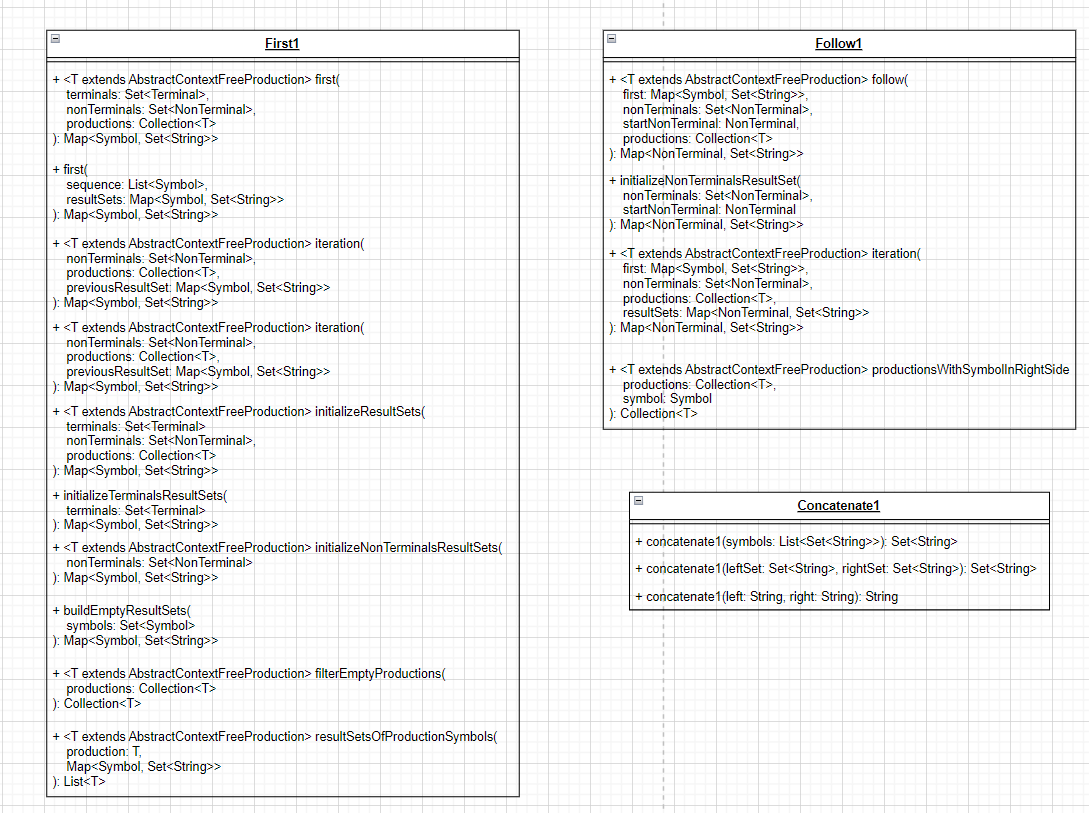 First1
+ <T extends AbstractContextFreeProduction> first(
terminals: Set<Terminal>,
nonTerminals: Set<NonTerminal>,
productions: Collection<T>
): Map<Symbol, Set<String>>
+ first(
sequence: List<Symbol>,
resultSets: Map<Symbol, Set<String>>
): Map<Symbol, Set<String>>
+ <T extends AbstractContextFreeProduction> iteration(
nonTerminals: Set<NonTerminal>,
productions: Collection<T>,
previousResultSet: Map<Symbol, Set<String>>
): Map<Symbol, Set<String>>
+ <T extends AbstractContextFreeProduction> iteration(
nonTerminals: Set<NonTerminal>,
productions: Collection<T>,
previousResultSet: Map<Symbol, Set<String>>
): Map<Symbol, Set<String>>
+ <T extends AbstractContextFreeProduction> initializeResultSets(
terminals: Set<Terminal>
nonTerminals: Set<NonTerminal>,
productions: Collection<T>
): Map<Symbol, Set<String>>
+ initializeTerminalsResultSets(
terminals: Set<Terminal>
): Map<Symbol, Set<String>>
+ <T extends AbstractContextFreeProduction> initializeNonTerminalsResultSets(
nonTerminals: Set<NonTerminal>
): Map<Symbol, Set<String>>
+ buildEmptyResultSets(
symbols: Set<Symbol>
): Map<Symbol, Set<String>>
+ <T extends AbstractContextFreeProduction> filterEmptyProductions(
productions: Collection<T>
): Collection<T>
+ <T extends AbstractContextFreeProduction> resultSetsOfProductionSymbols(
production: T,
Map<Symbol, Set<String>>
): List<T>
Follow1
+ <T extends AbstractContextFreeProduction> follow(
first: Map<Symbol, Set<String>>,
nonTerminals: Set<NonTerminal>,
startNonTerminal: NonTerminal,
productions: Collection<T>
): Map<NonTerminal, Set<String>>
+ initializeNonTerminalsResultSet(
nonTerminals: Set<NonTerminal>,
startNonTerminal: NonTerminal
): Map<NonTerminal, Set<String>>
+ <T extends AbstractContextFreeProduction> iteration(
first: Map<Symbol, Set<String>>,
nonTerminals: Set<NonTerminal>,
productions: Collection<T>,
resultSets: Map<NonTerminal, Set<String>>
): Map<NonTerminal, Set<String>>
+ <T extends AbstractContextFreeProduction> productionsWithSymbolInRightSide
productions: Collection<T>,
symbol: Symbol
): Collection<T>
Concatenate1
+ concatenate1(symbols: List<Set<String>>): Set<String>
+ concatenate1(leftSet: Set<String>, rightSet: Set<String>): Set<String>
+ concatenate1(left: String, right: String): String